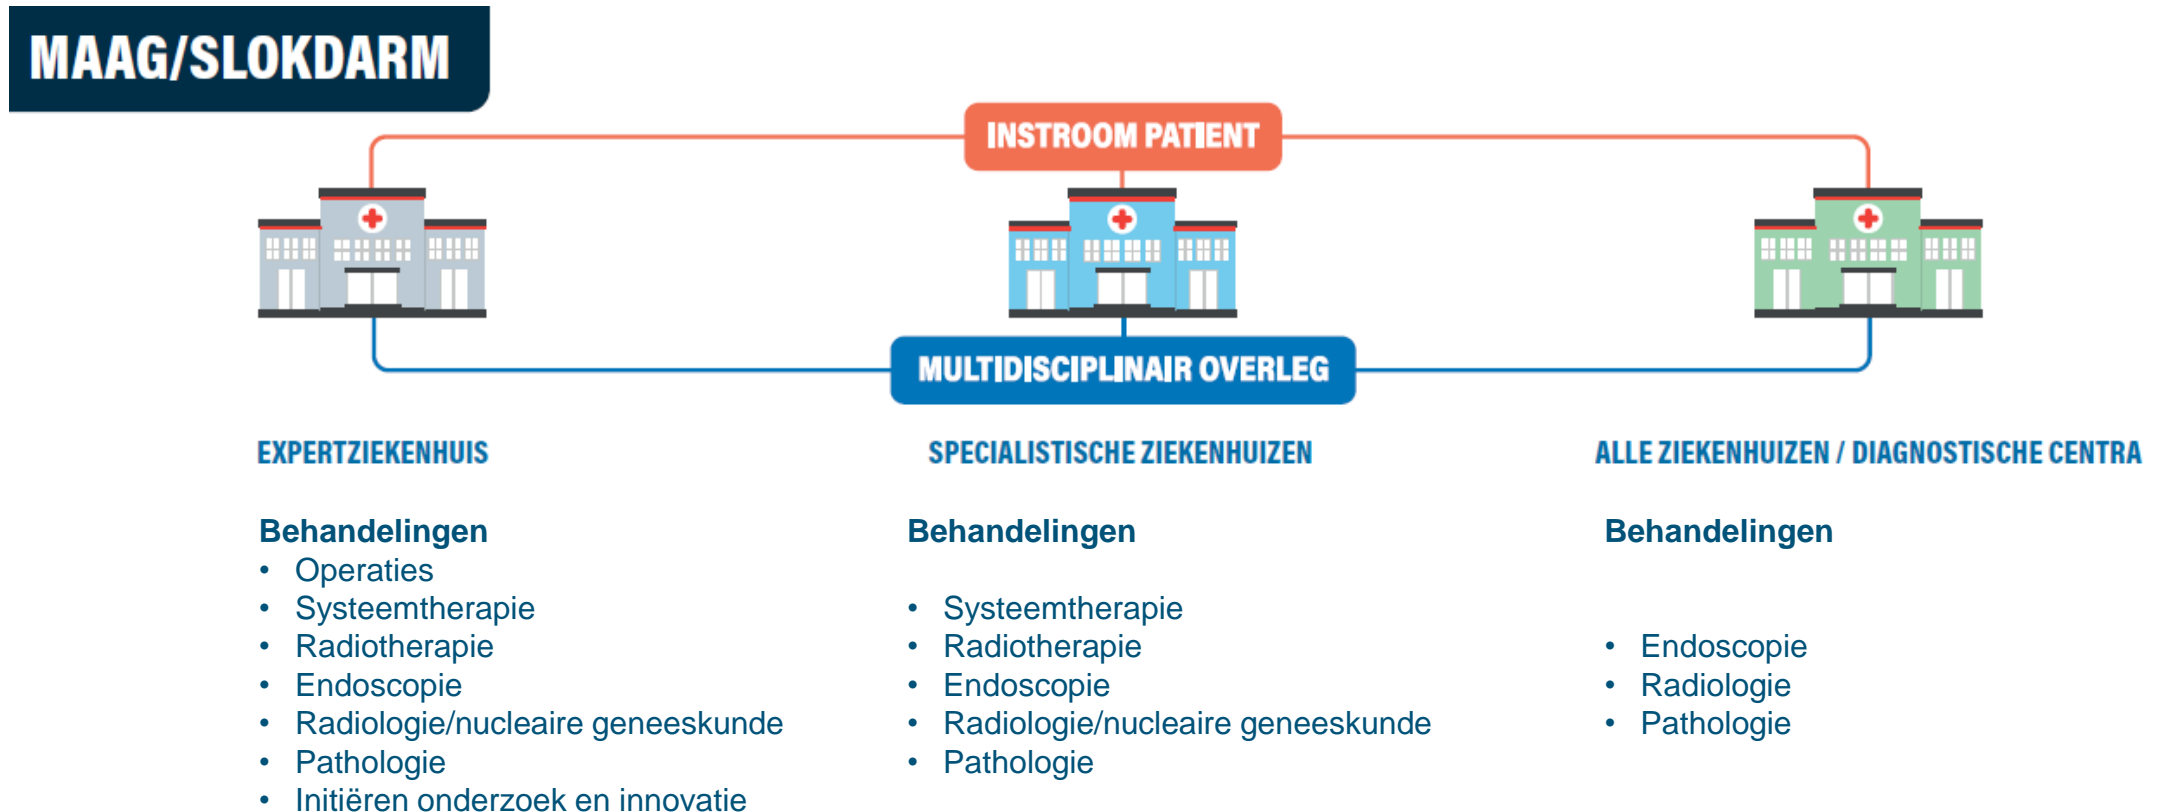 MAAG/SLOKDARM
INSTROOM PATIENT
MULTIDISCIPLINAIR OVERLEG
EXPERTZIEKENHUIS
Behandelingen
• Operaties
• Systeemtherapie
• Radiotherapie
• Endoscopie
• Radiologie/nucleaire geneeskunde
• Pathologie
• Initiëren onderzoek en innovatie
SPECIALISTISCHE ZIEKENHUIZEN
Behandelingen
• Systeemtherapie
• Radiotherapie
• Endoscopie
• Radiologie/nucleaire geneeskunde
• Pathologie
ALLE ZIEKENHUIZEN / DIAGNOSTISCHE CENTRA
Behandelingen
• Endoscopie
• Radiologie
• Pathologie